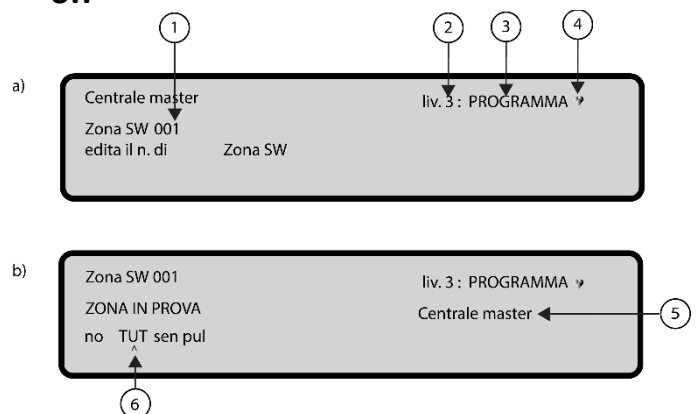 SW
1
2
3
4
a)
Centrale master
liv. 3 : PROGRAMMA
Zona SW 001
edita il n. di Zona SW
b)
Zona SW 001
liv. 3 : PROGRAMMA
ZONA IN PROVA
Centrale master
5
no TUT sen pul
^
6